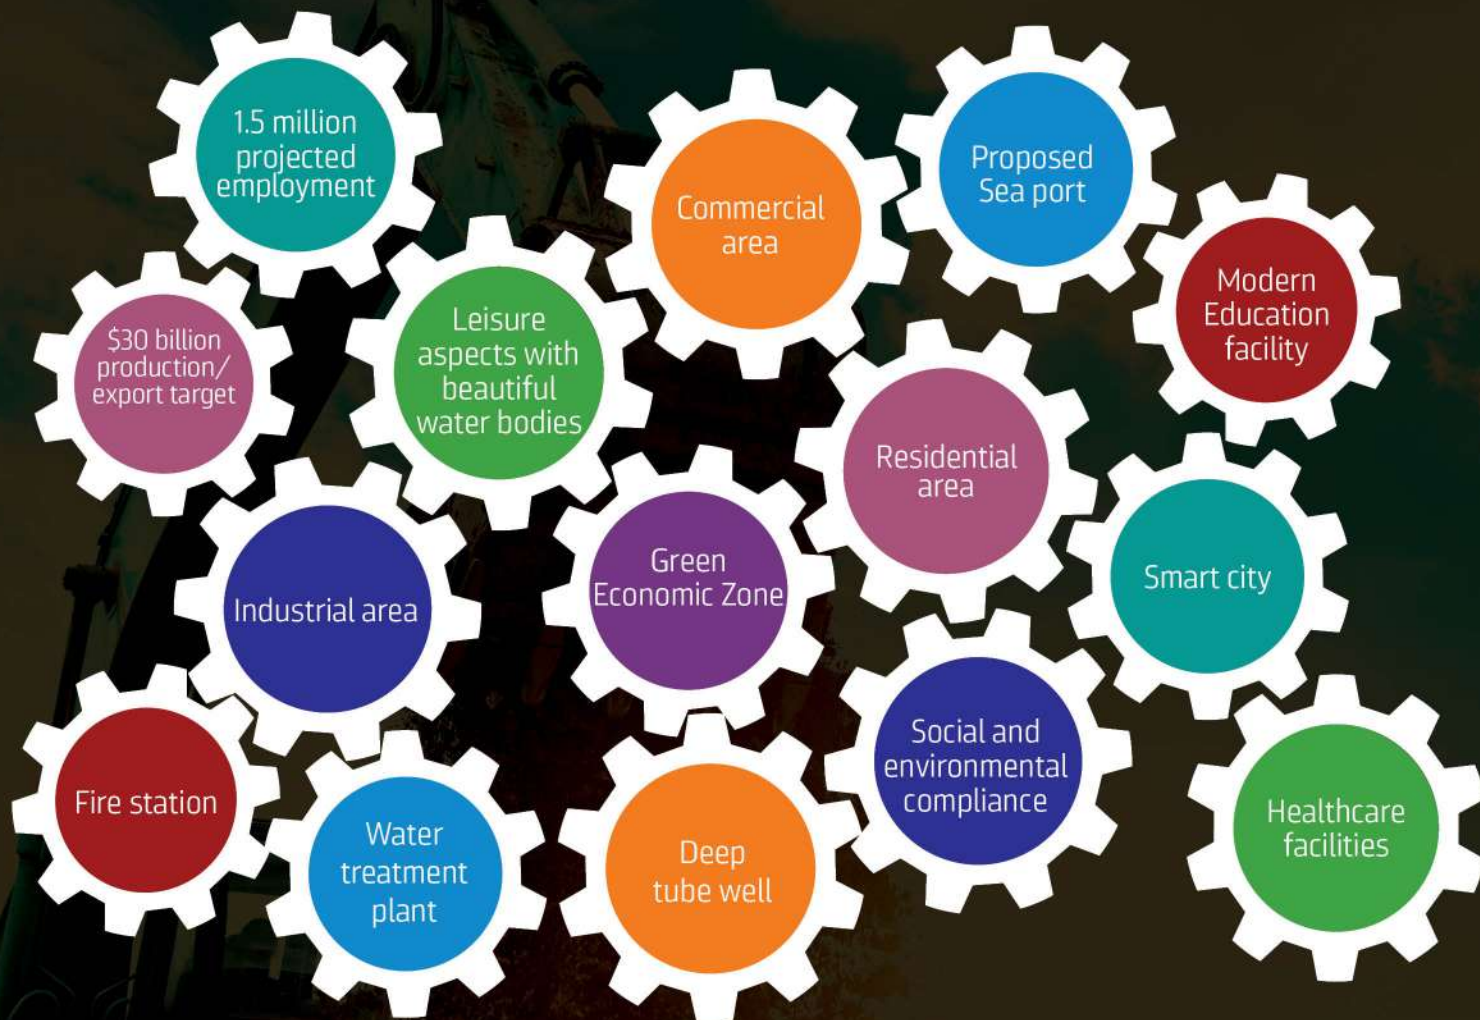 1.5 million
projected
employment
Commercial
area
Proposed
Sea port
Modern
Education
facility
$30 billion
production/
export target
Leisure
aspects with
beautiful
water bodies
Residential
area
Industrial area
Green
Economic Zone
Smart city
Fire station
Water
treatment
plant
Deep
tube well
Social and
environmental
compliance
Healthcare
facilities